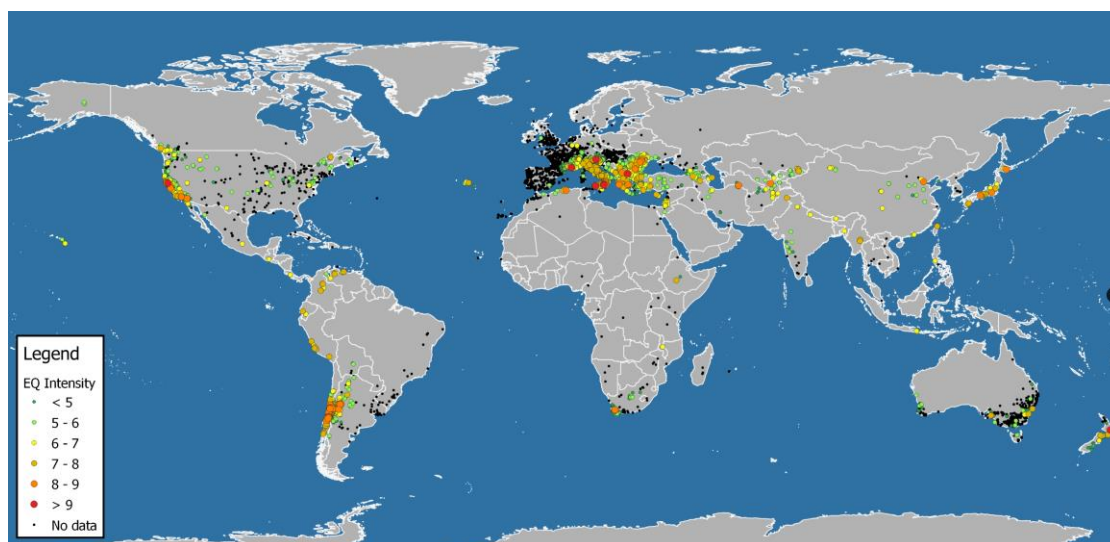 Legend
EQ Intensity
< 5
5 - 6
6 - 7
7 - 8
8 - 9
> 9
No data